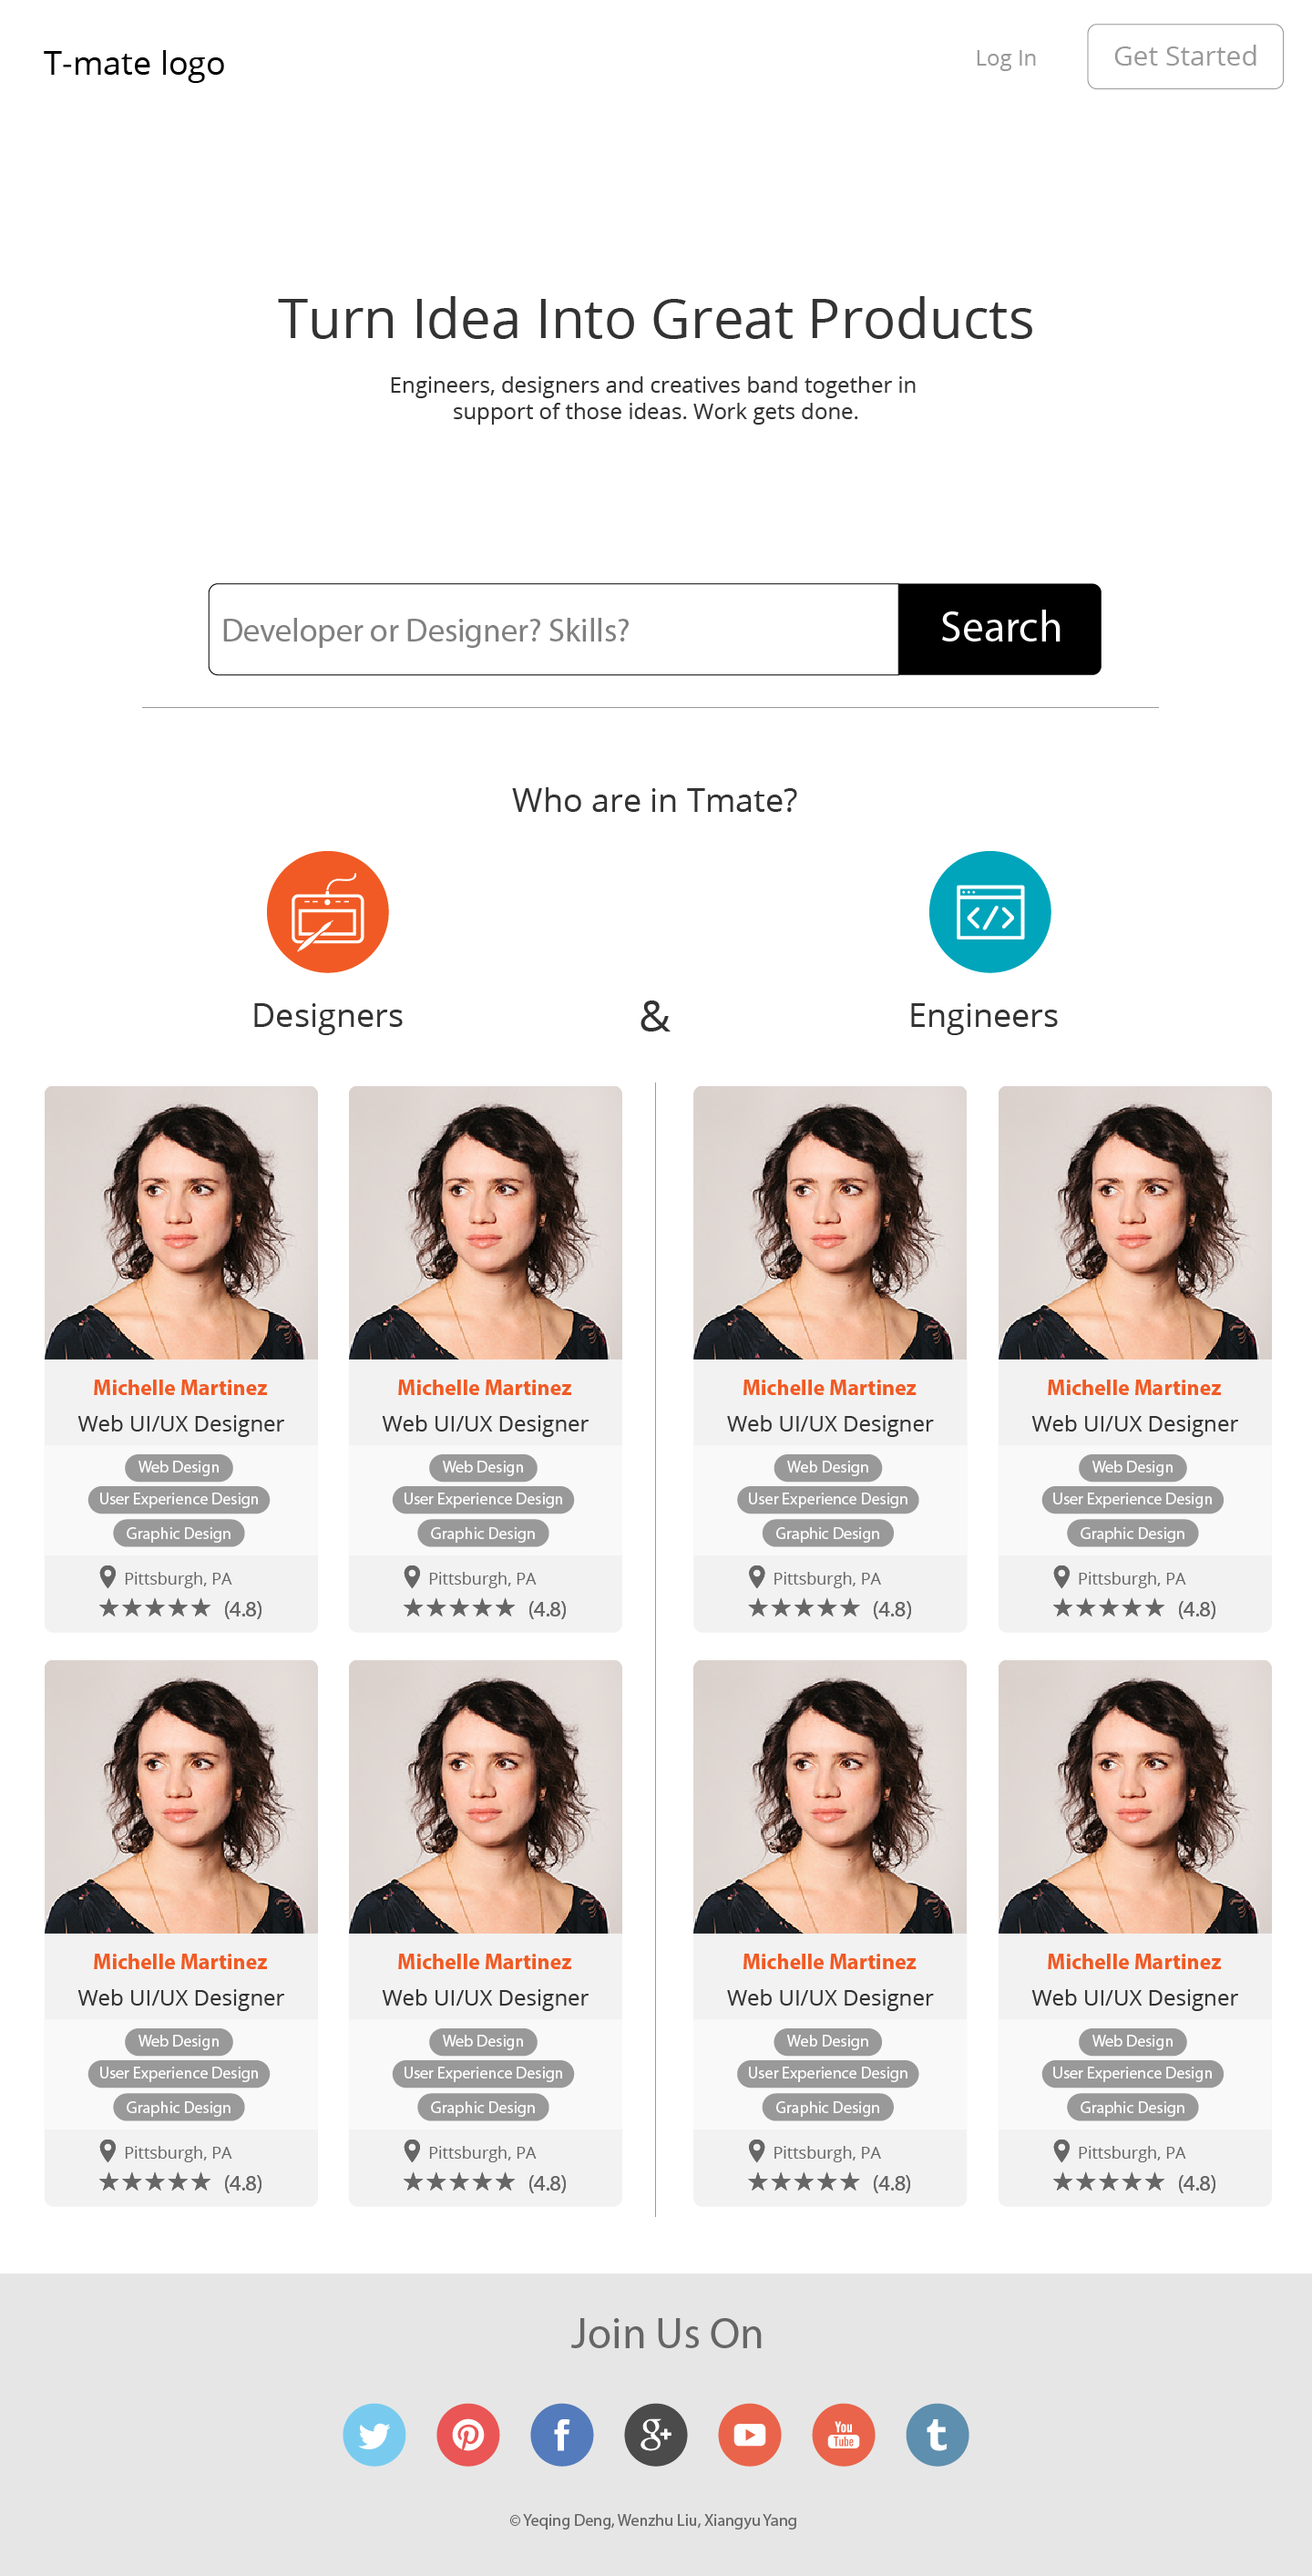 T-mate logo
Log In
Get Started
Turn Idea Into Great Products
Engineers, designers and creatives band together in
support of those ideas. Work gets done.
Developer or Designer? Skills?
Search
Who are in Tmate?
Designers
&
Engineers
Michelle Martinez
Web UI/UX Designer
Web Design
User Experience Design
Graphic Design
Pittsburgh, PA
★★★★★ (4.8)
Michelle Martinez
Web UI/UX Designer
Web Design
User Experience Design
Graphic Design
Pittsburgh, PA
★★★★★ (4.8)
Michelle Martinez
Web UI/UX Designer
Web Design
User Experience Design
Graphic Design
Pittsburgh, PA
★★★★★ (4.8)
Michelle Martinez
Web UI/UX Designer
Web Design
User Experience Design
Graphic Design
Pittsburgh, PA
★★★★★ (4.8)
Michelle Martinez
Web UI/UX Designer
Web Design
User Experience Design
Graphic Design
Pittsburgh, PA
★★★★★ (4.8)
Michelle Martinez
Web UI/UX Designer
Web Design
User Experience Design
Graphic Design
Pittsburgh, PA
★★★★★ (4.8)
Michelle Martinez
Web UI/UX Designer
Web Design
User Experience Design
Graphic Design
Pittsburgh, PA
★★★★★ (4.8)
Michelle Martinez
Web UI/UX Designer
Web Design
User Experience Design
Graphic Design
Pittsburgh, PA
★★★★★ (4.8)
Join Us On
f
g+
You
Tube
t
© Yeqing Deng, Wenzhu Liu, Xiangyu Yang